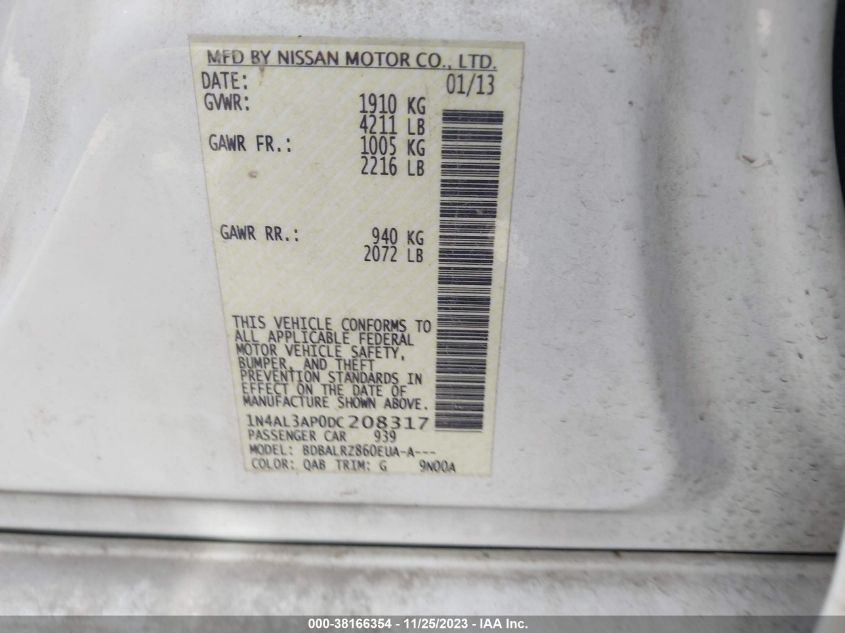 MFD BY NISSAN MOTOR CO., LTD.
DATE: 01/13
GVWR: 1910 KG
4211 LB
GAWR FR.: 1005 KG
2216 LB
GAWR RR.: 940 KG
2072 LB
THIS VEHICLE CONFORMS TO
ALL APPLICABLE FEDERAL
MOTOR VEHICLE SAFETY,
BUMPER, AND THEFT
PREVENTION STANDARDS IN
EFFECT ON THE DATE OF
MANUFACTURE SHOWN ABOVE.
1N4AL3AP0DC208317
PASSENGER CAR 939
MODEL: BDBALRZ860EUA-A---
COLOR: QAB TRIM: G 9N00A
000-38166354 - 11/25/2023 - IAA Inc.